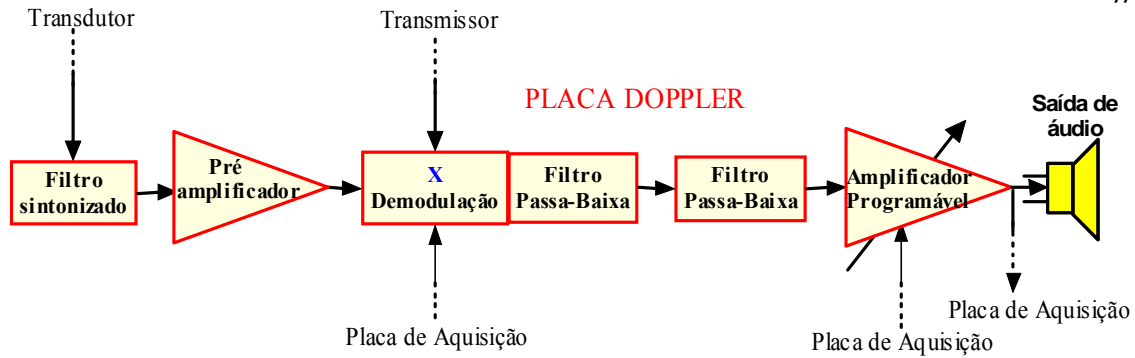 Transdutor
Transmissor
PLACA DOPPLER
Saída de
áudio
Filtro
sintonizado
Pré
amplificador
X
Demodulação
Filtro
Passa-Baixa
Filtro
Passa-Baixa
Amplificador
Programável
Placa de Aquisição
Placa de Aquisição
Placa de Aquisição